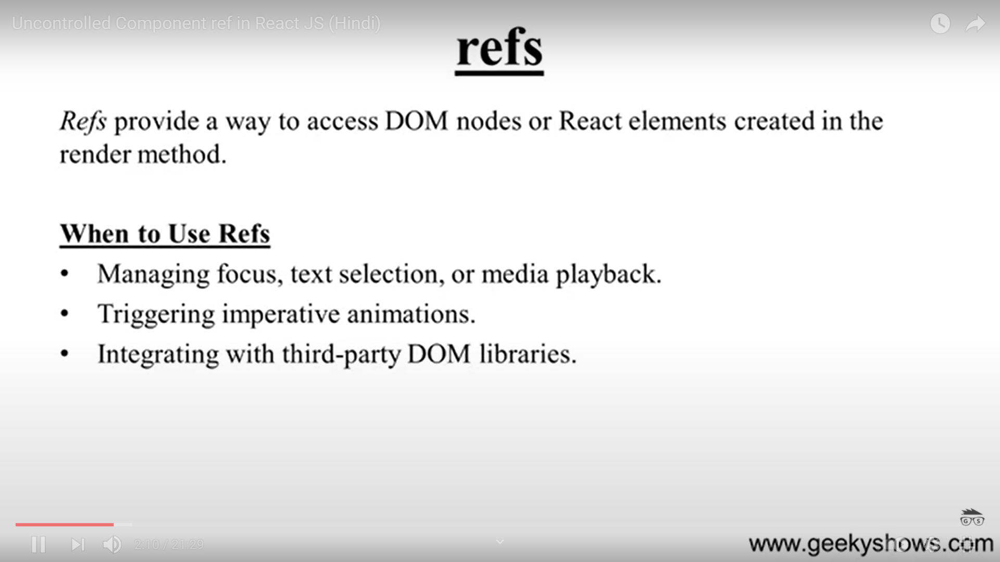 Uncontrolled Component ref in React JS (Hindi)
refs
Refs provide a way to access DOM nodes or React elements created in the
render method.
When to Use Refs
• Managing focus, text selection, or media playback.
• Triggering imperative animations.
• Integrating with third-party DOM libraries.
G S
2:10 / 21:29
www.geekyshows.com